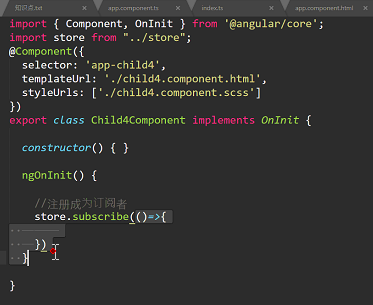 知识点.txt × app.component.ts × index.ts × app.component.html
import { Component, OnInit } from '@angular/core';
import store from "../store";
@Component({
selector: 'app-child4',
templateUrl: './child4.component.html',
styleUrls: ['./child4.component.scss']
})
export class Child4Component implements OnInit {
constructor() { }
ngOnInit() {
//注册成为订阅者
store.subscribe(()=>{
})
}
}